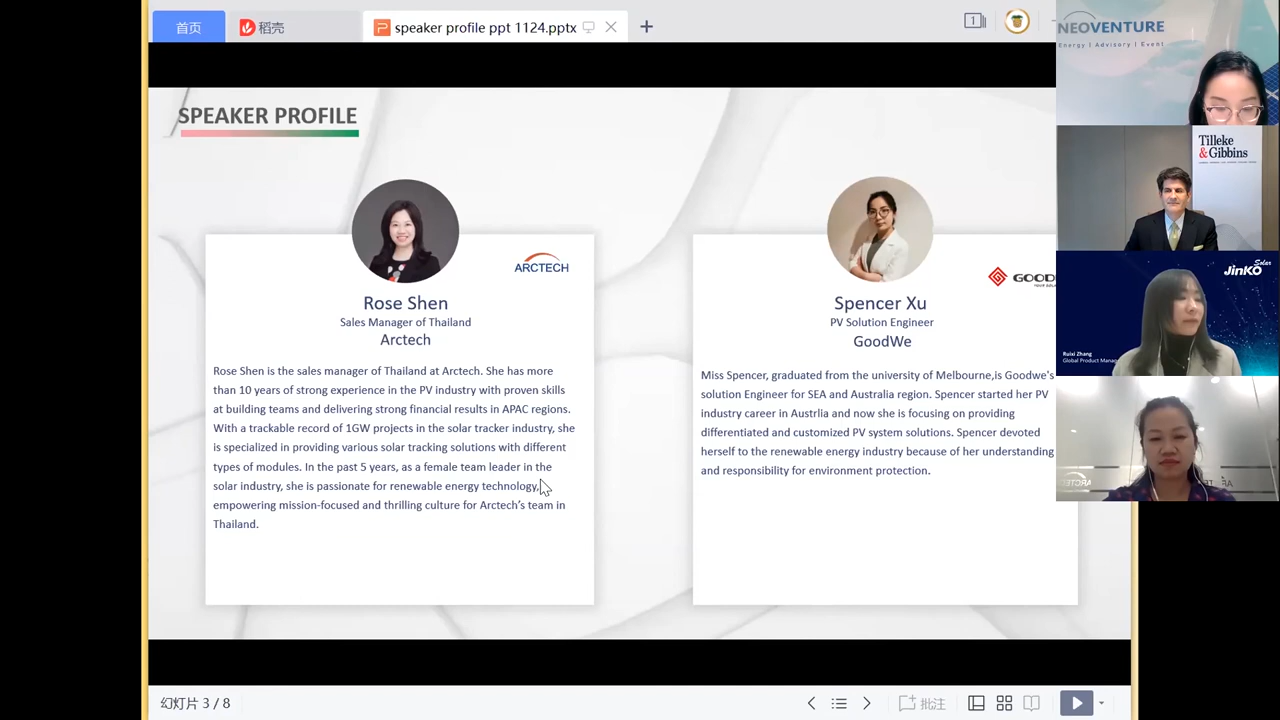 首页
稻壳
speaker profile ppt 1124.pptx
1
NEOVENTURE
Energy | Advisory | Event
SPEAKER PROFILE
ARCTECH
Rose Shen
Sales Manager of Thailand
Arctech
Rose Shen is the sales manager of Thailand at Arctech. She has more
than 10 years of strong experience in the PV industry with proven skills
at building teams and delivering strong financial results in APAC regions.
With a trackable record of 1GW projects in the solar tracker industry, she
is specialized in providing various solar tracking solutions with different
types of modules. In the past 5 years, as a female team leader in the
solar industry, she is passionate for renewable energy technology,
empowering mission-focused and thrilling culture for Arctech's team in
Thailand.
Spencer Xu
PV Solution Engineer
GoodWe
Miss Spencer, graduated from the university of Melbourne,is Goodwe's
solution Engineer for SEA and Australia region. Spencer started her PV
industry career in Austrlia and now she is focusing on providing
differentiated and customized PV system solutions. Spencer devoted
herself to the renewable energy industry because of her understanding
and responsibility for environment protection.
Tilleke
& Gibbins
JinKO Solar
Ruixi Zhang
Global Product
幻灯片 3 / 8
批注